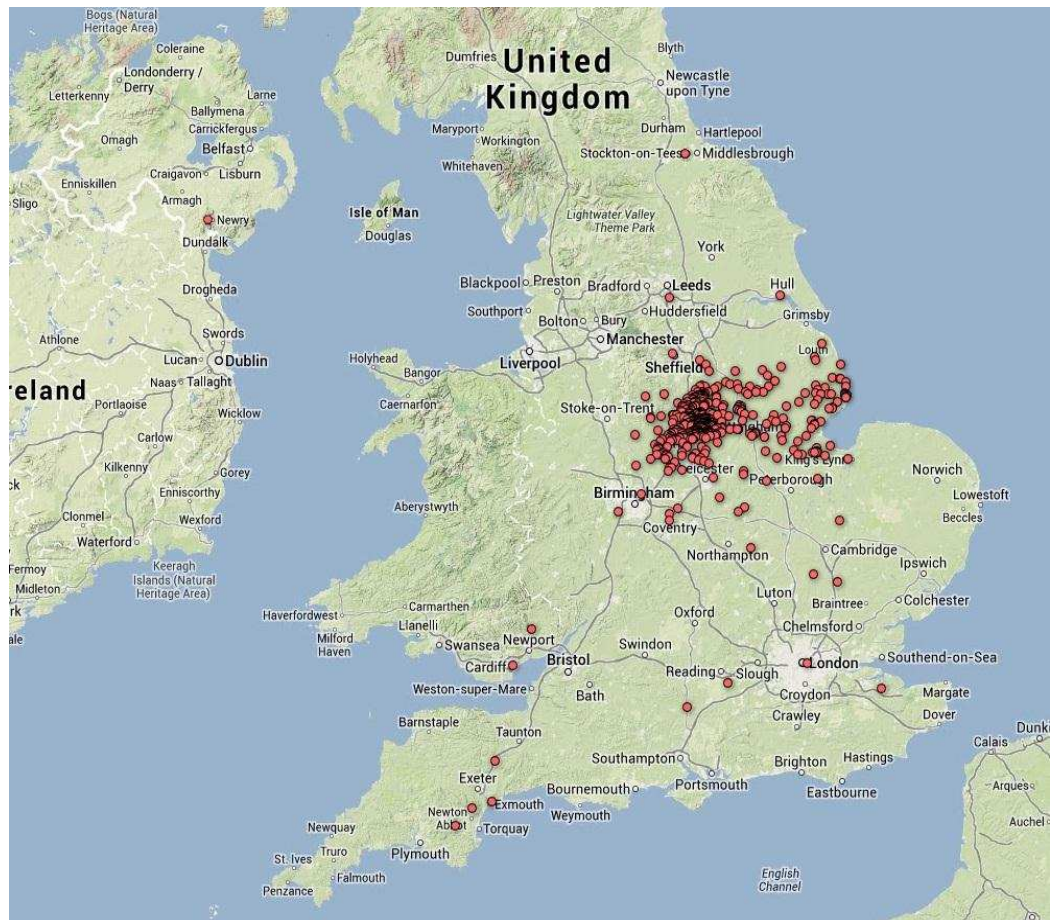 Bogs (Natural
Heritage Area)
Coleraine
Londonderry /
Derry
Letterkenny
Larne
Ballymena
Carrickfergus
Omagh
Belfast
Enniskillen
Craigavon
Lisburn
Sligo
Armagh
Newry
Dundalk
Drogheda
Athlone
Swords
Lucan
Dublin
Naas
Tallaght
reland
Portlaoise
Wicklow
Carlow
Kilkenny
Gorey
ck
Enniscorthy
Clonmel
Wexford
Waterford
Fermoy
Keeragh
Islands (Natural
Heritage Area)
Midleton
rk
ale
United
Kingdom
Blyth
Dumfries
Newcastle
upon Tyne
Maryport
Workington
Durham
Hartlepool
Whitehaven
Stockton-on-Tees
Middlesbrough
Isle of Man
Douglas
Lightwater Valley
Theme Park
York
Blackpool
Preston
Bradford
Leeds
Hull
Southport
Huddersfield
Grimsby
Bolton
Bury
Manchester
Liverpool
Sheffield
Louth
Holyhead
Bangor
Caernarfon
Stoke-on-Trent
King's Lynn
Norwich
Peterborough
Lowestoft
Beccles
Birmingham
Coventry
Aberystwyth
Northampton
Cambridge
Ipswich
Luton
Braintree
Colchester
Haverfordwest
Carmarthen
Oxford
Chelmsford
Milford
Haven
Llanelli
Swansea
Newport
Swindon
Cardiff
Bristol
Reading
Slough
London
Southend-on-Sea
Weston-super-Mare
Bath
Croydon
Margate
Barnstaple
Crawley
Dover
Taunton
Dunk
Calais
Southampton
Brighton
Hastings
Exeter
Portsmouth
Eastbourne
Arques
Bournemouth
Exmouth
Weymouth
Newton
Abbot
Torquay
Auchel
Newquay
Plymouth
Truro
St. Ives
Falmouth
Penzance
English
Channel